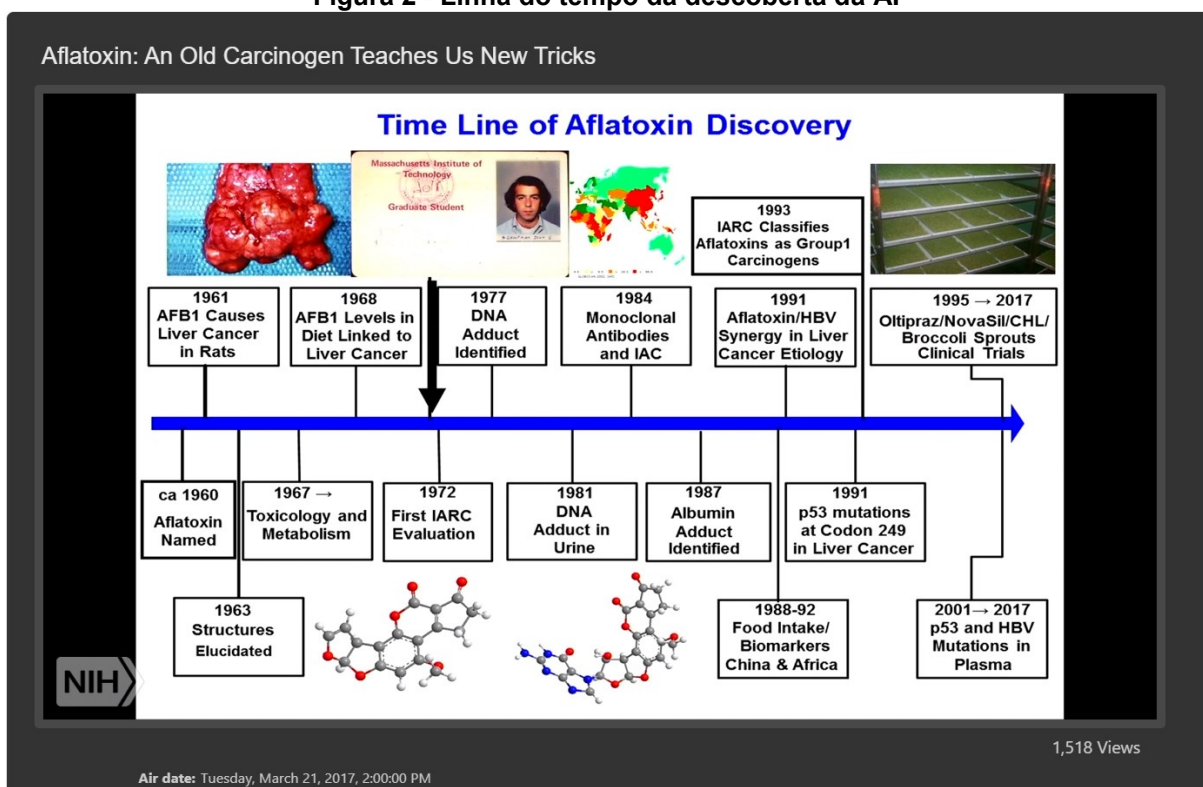 Figura 2 - Linha do tempo da descoberta da AF
Aflatoxin: An Old Carcinogen Teaches Us New Tricks
Time Line of Aflatoxin Discovery
Massachusetts Institute of
Technology
Graduate Student
1993
IARC Classifies
Aflatoxins as Group1
Carcinogens
1961
AFB1 Causes
Liver Cancer
in Rats
1968
AFB1 Levels in
Diet Linked to
Liver Cancer
1977
DNA
Adduct
Identified
1984
Monoclonal
Antibodies
and IAC
1991
Aflatoxin/HBV
Synergy in Liver
Cancer Etiology
1995 → 2017
Oltipraz/NovaSil/CHL/
Broccoli Sprouts
Clinical Trials
ca 1960
Aflatoxin
Named
1967 →
Toxicology and
Metabolism
1972
First IARC
Evaluation
1981
DNA
Adduct in
Urine
1987
Albumin
Adduct
Identified
1991
p53 mutations
at Codon 249
in Liver Cancer
1963
Structures
Elucidated
1988-92
Food Intake/
Biomarkers
China & Africa
2001→ 2017
p53 and HBV
Mutations in
Plasma
NIH
1,518 Views
Air date: Tuesday, March 21, 2017, 2:00:00 PM